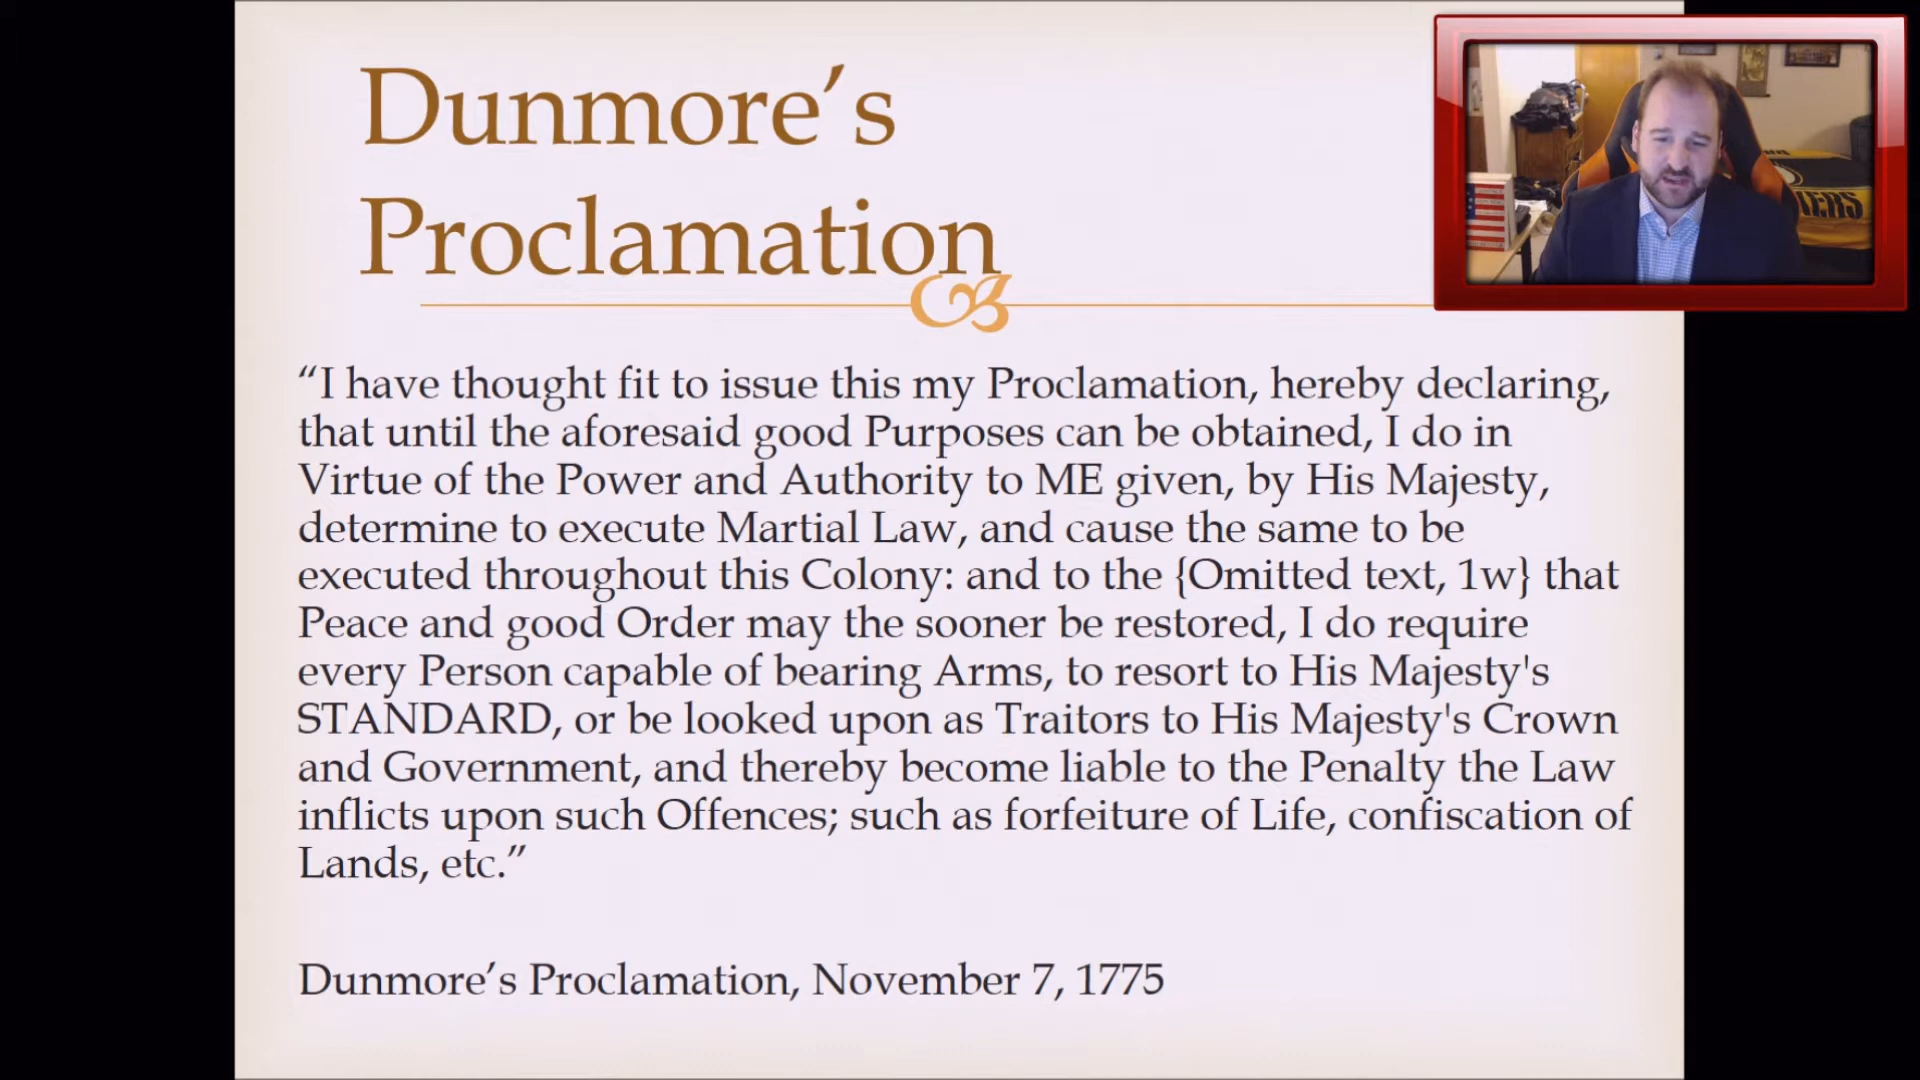 Dunmore’s
Proclamation
“I have thought fit to issue this my Proclamation, hereby declaring,
that until the aforesaid good Purposes can be obtained, I do in
Virtue of the Power and Authority to ME given, by His Majesty,
determine to execute Martial Law, and cause the same to be
executed throughout this Colony: and to the {Omitted text, 1w} that
Peace and good Order may the sooner be restored, I do require
every Person capable of bearing Arms, to resort to His Majesty's
STANDARD, or be looked upon as Traitors to His Majesty's Crown
and Government, and thereby become liable to the Penalty the Law
inflicts upon such Offences; such as forfeiture of Life, confiscation of
Lands, etc.”
Dunmore’s Proclamation, November 7, 1775